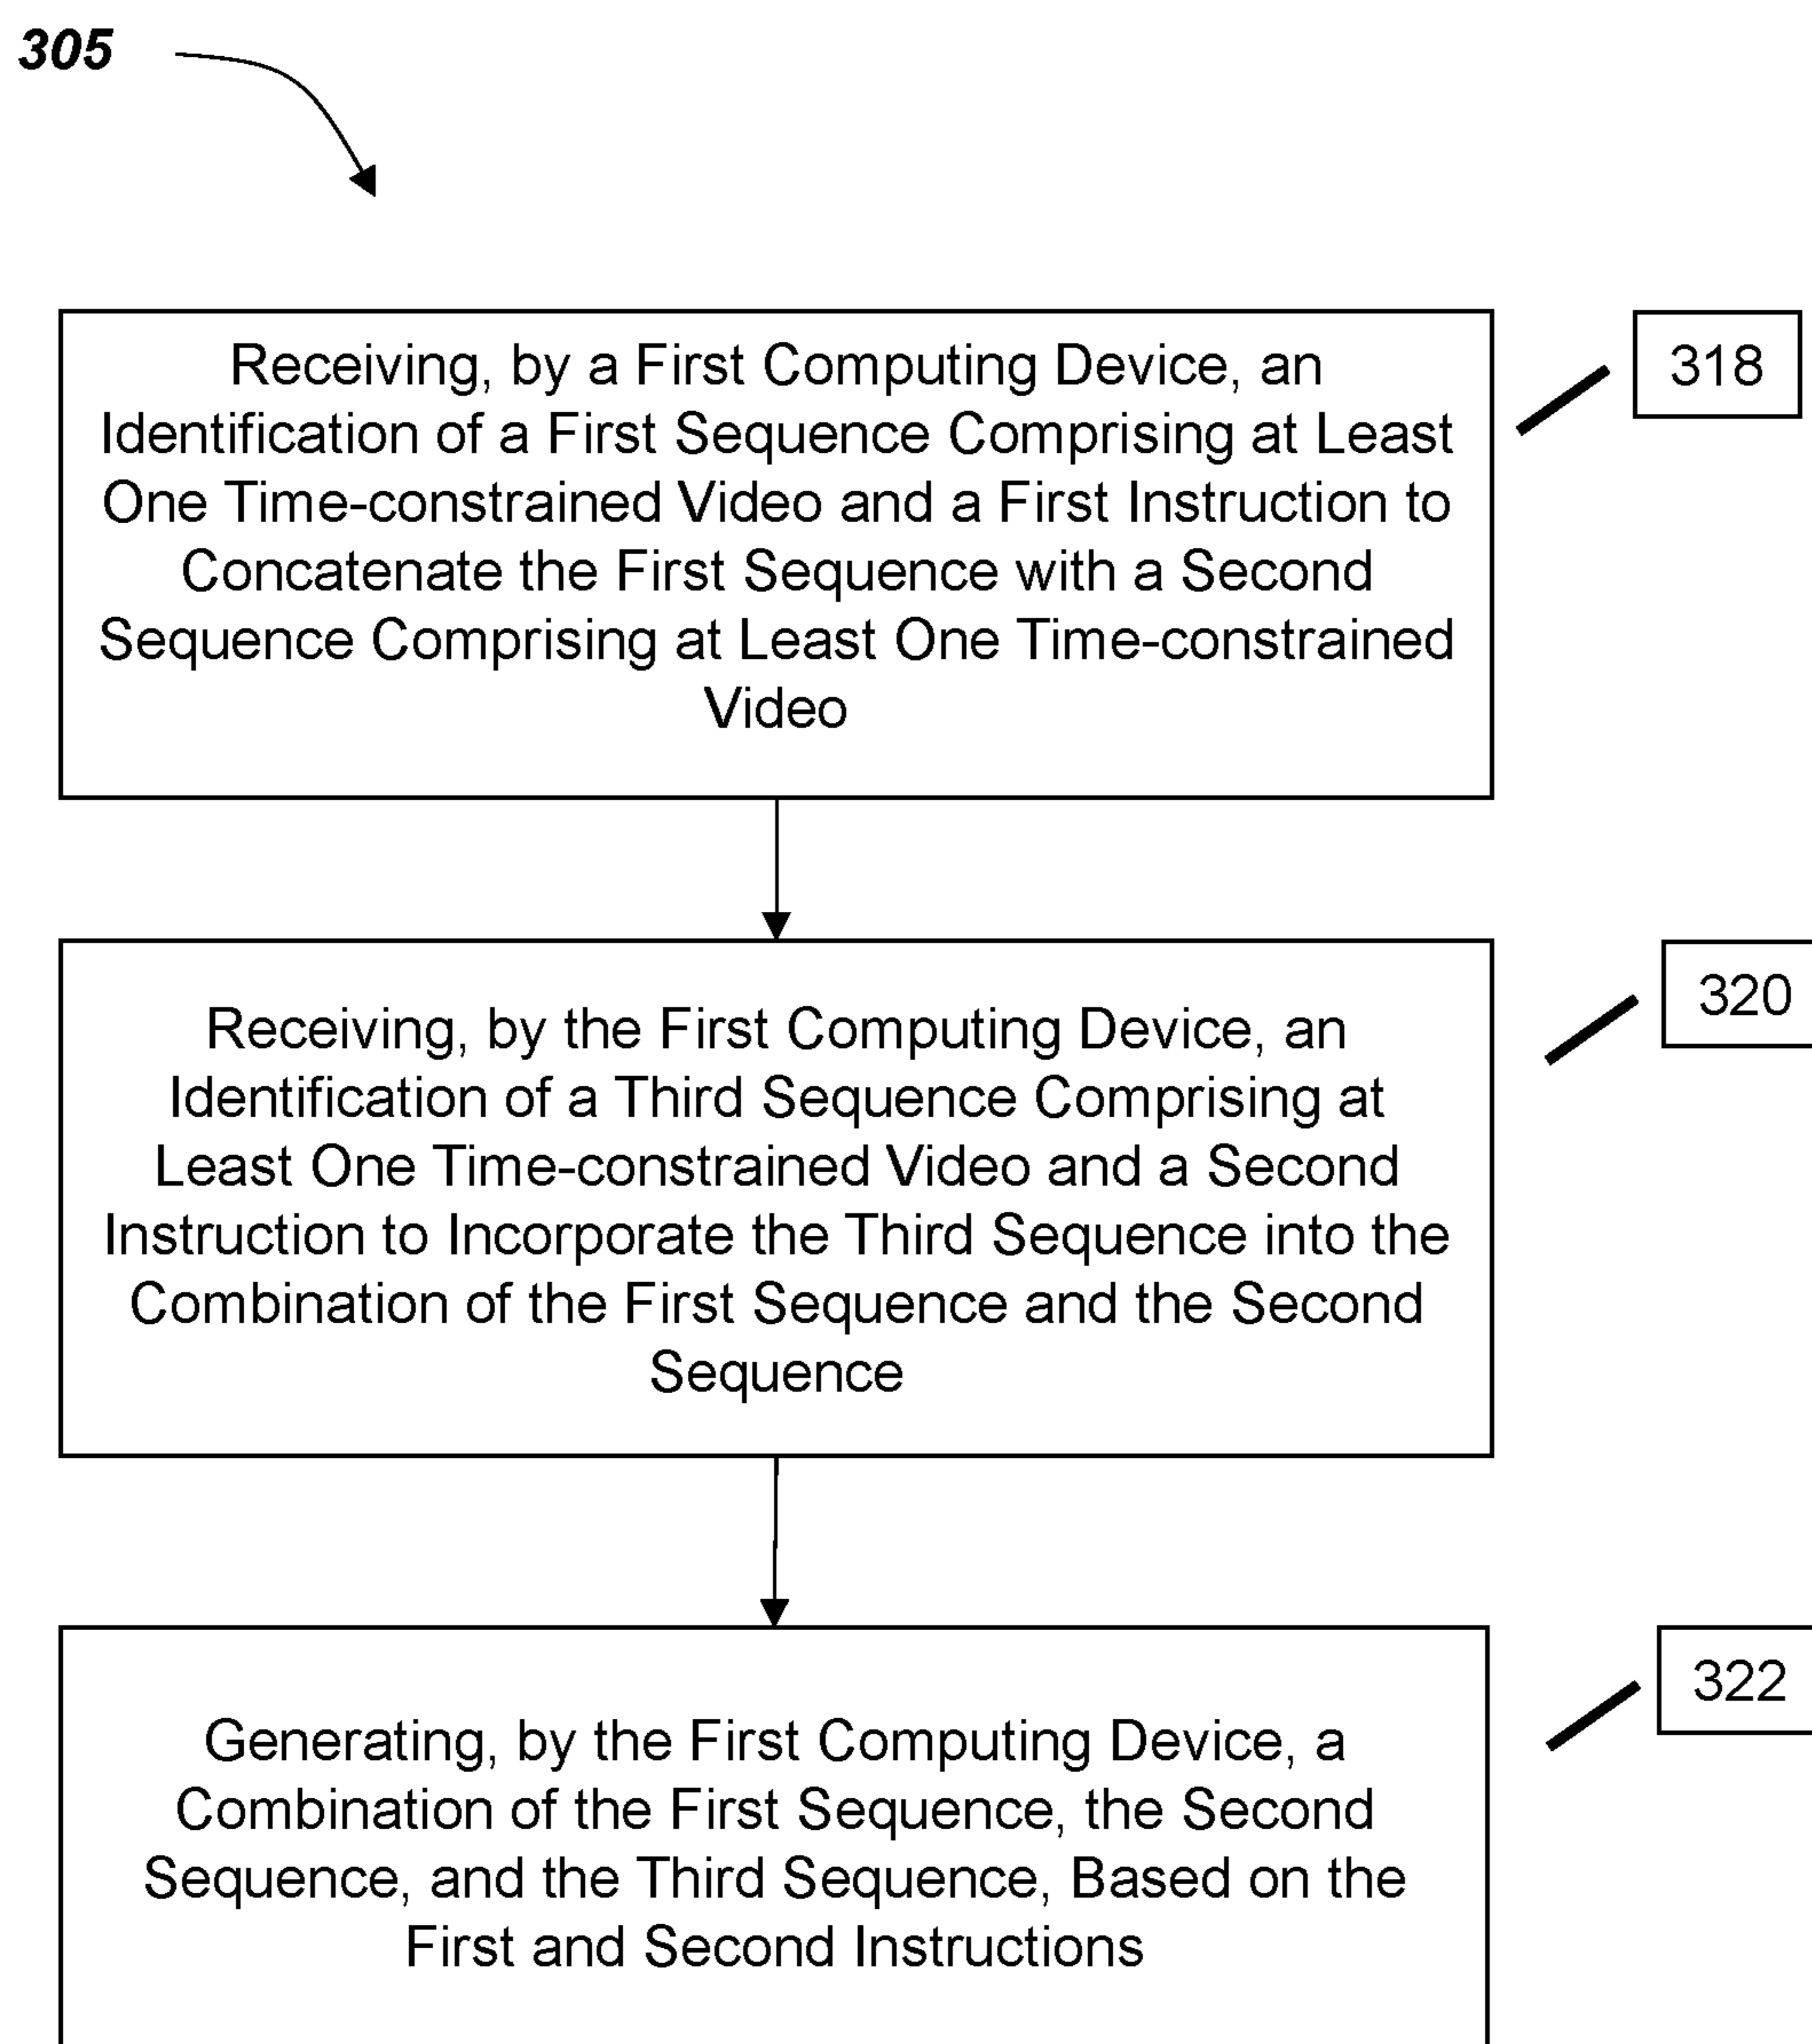 305
Receiving, by a First Computing Device, an
Identification of a First Sequence Comprising at Least
One Time-constrained Video and a First Instruction to
Concatenate the First Sequence with a Second
Sequence Comprising at Least One Time-constrained
Video
318
Receiving, by the First Computing Device, an
Identification of a Third Sequence Comprising at
Least One Time-constrained Video and a Second
Instruction to Incorporate the Third Sequence into the
Combination of the First Sequence and the Second
Sequence
320
Generating, by the First Computing Device, a
Combination of the First Sequence, the Second
Sequence, and the Third Sequence, Based on the
First and Second Instructions
322